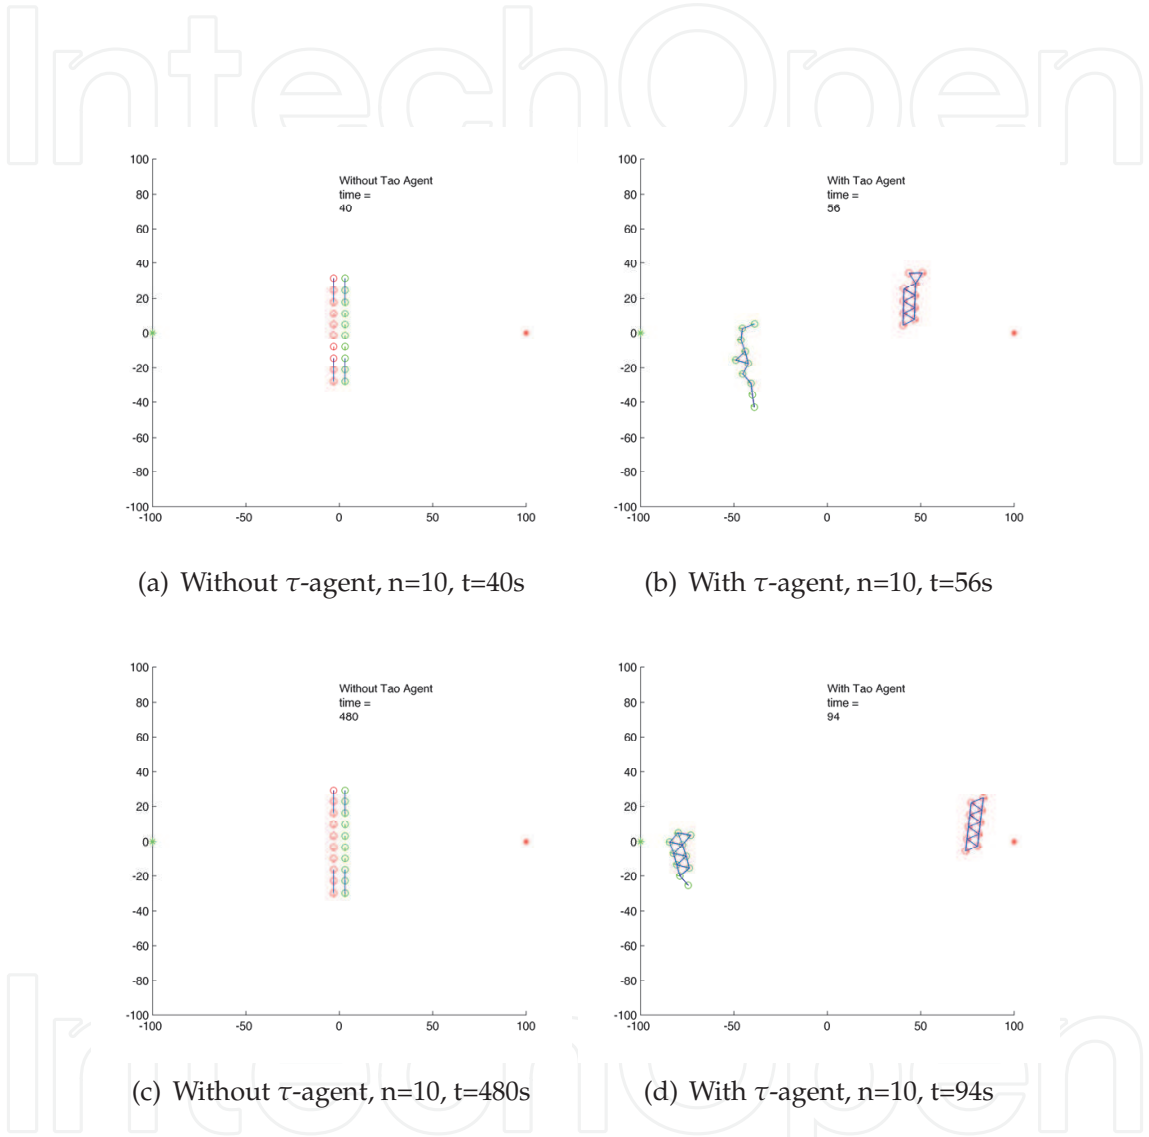 IntechOpen
100
80
60
40
20
0
-20
-40
-60
-80
-100
-100 -50 0 50 100
Without Tao Agent
time =
40
100
80
60
40
20
0
-20
-40
-60
-80
-100
-100 -50 0 50 100
With Tao Agent
time =
56
(a) Without τ-agent, n=10, t=40s
(b) With τ-agent, n=10, t=56s
100
80
60
40
20
0
-20
-40
-60
-80
-100
-100 -50 0 50 100
Without Tao Agent
time =
480
100
80
60
40
20
0
-20
-40
-60
-80
-100
-100 -50 0 50 100
With Tao Agent
time =
94
(c) Without τ-agent, n=10, t=480s
(d) With τ-agent, n=10, t=94s
IntechOpen